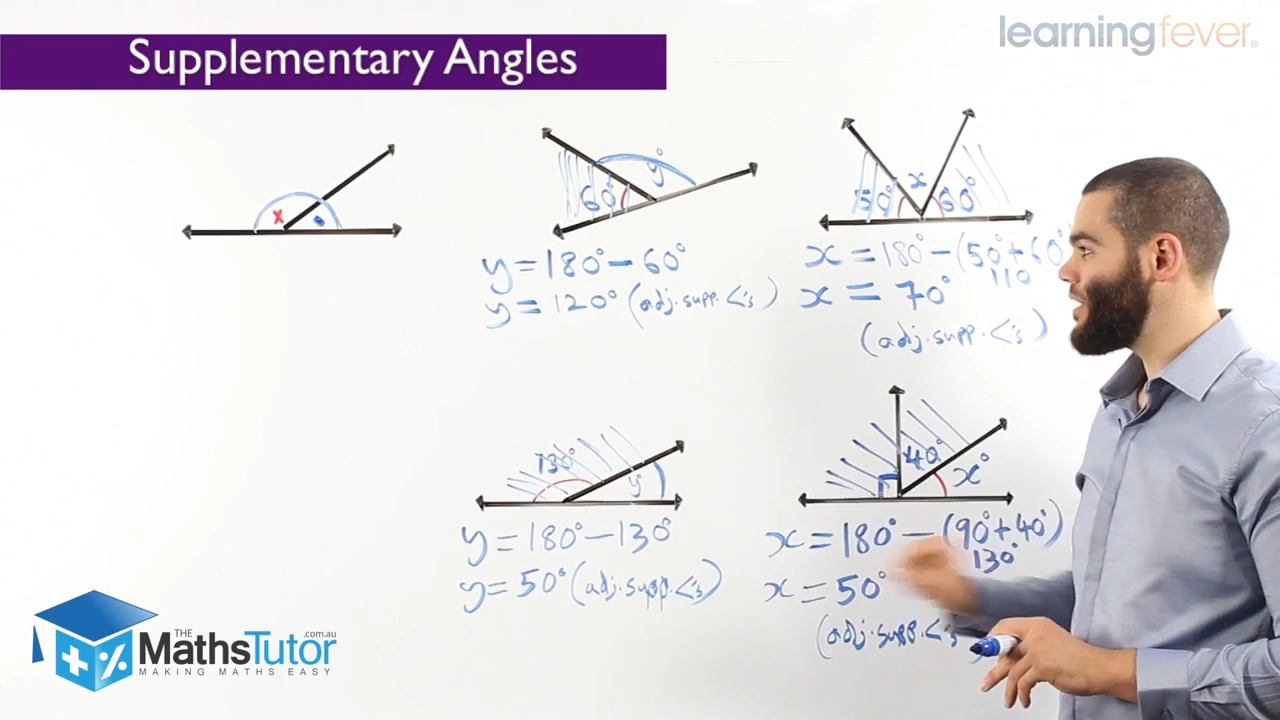 Supplementary Angles
learningfever.
x
60°
y°
y = 180° - 60°
y = 120° (adj. supp. <'s)
50°
x
60°
x = 180° - (50° + 60°
110
x = 70°
(adj. supp. <'s)
130°
y°
y = 180° - 130°
y = 50° (adj. supp. <'s)
40°
x°
x = 180° - (90° + 40°)
130°
x = 50°
(adj. supp. <'s
THE MathsTutor .com.au
MAKING MATHS EASY
+ %